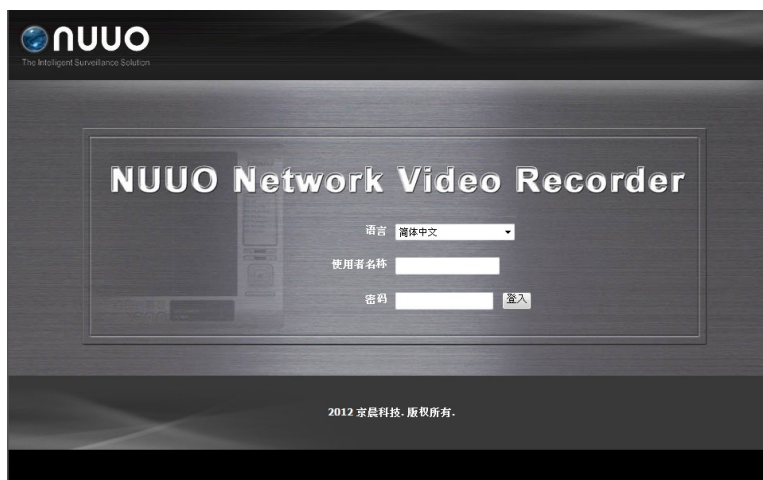 NUUO
The Intelligent Surveillance Solution
NUUO Network Video Recorder
语言 简体中文
使用者名称
密码 登入
2012 京晨科技. 版权所有.